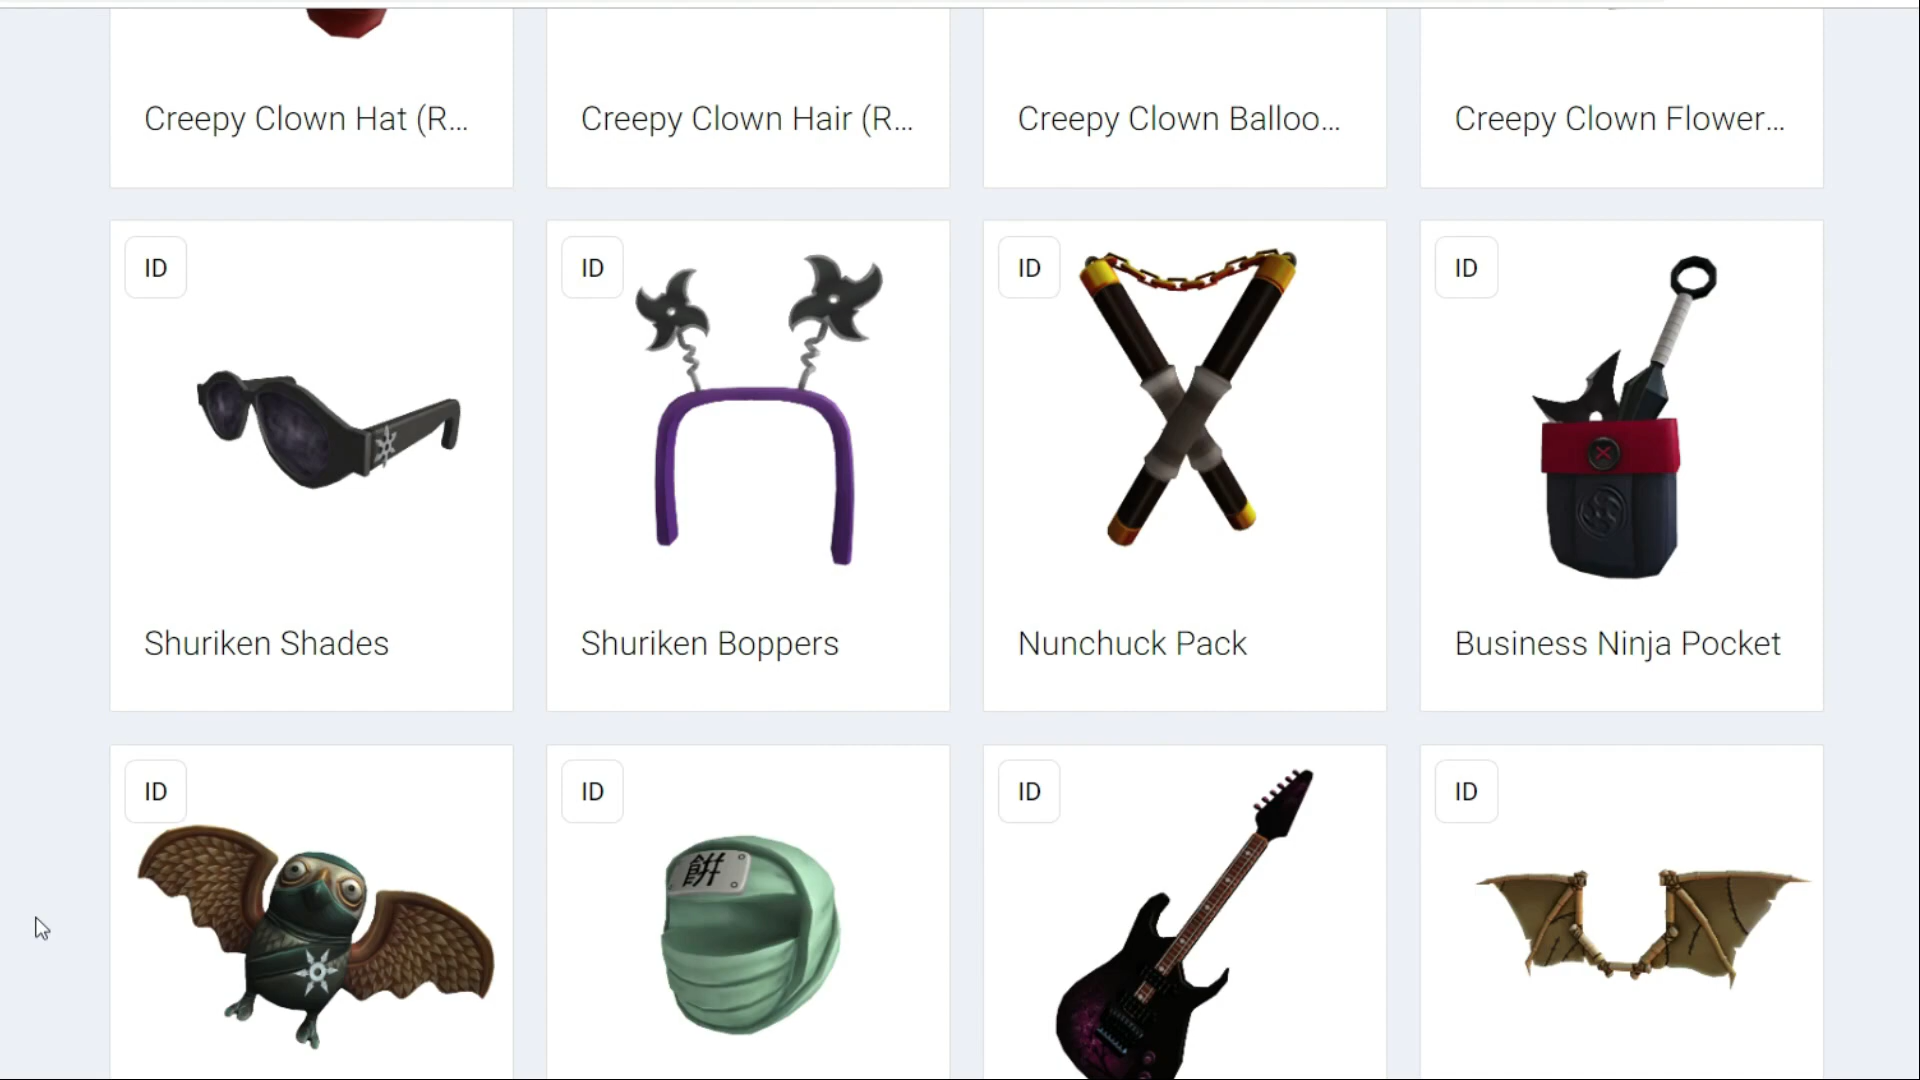 Creepy Clown Hat (R...
Creepy Clown Hair (R...
Creepy Clown Balloo...
Creepy Clown Flower...
ID
ID
ID
ID
Shuriken Shades
Shuriken Boppers
Nunchuck Pack
Business Ninja Pocket
ID
ID
ID
ID
餅